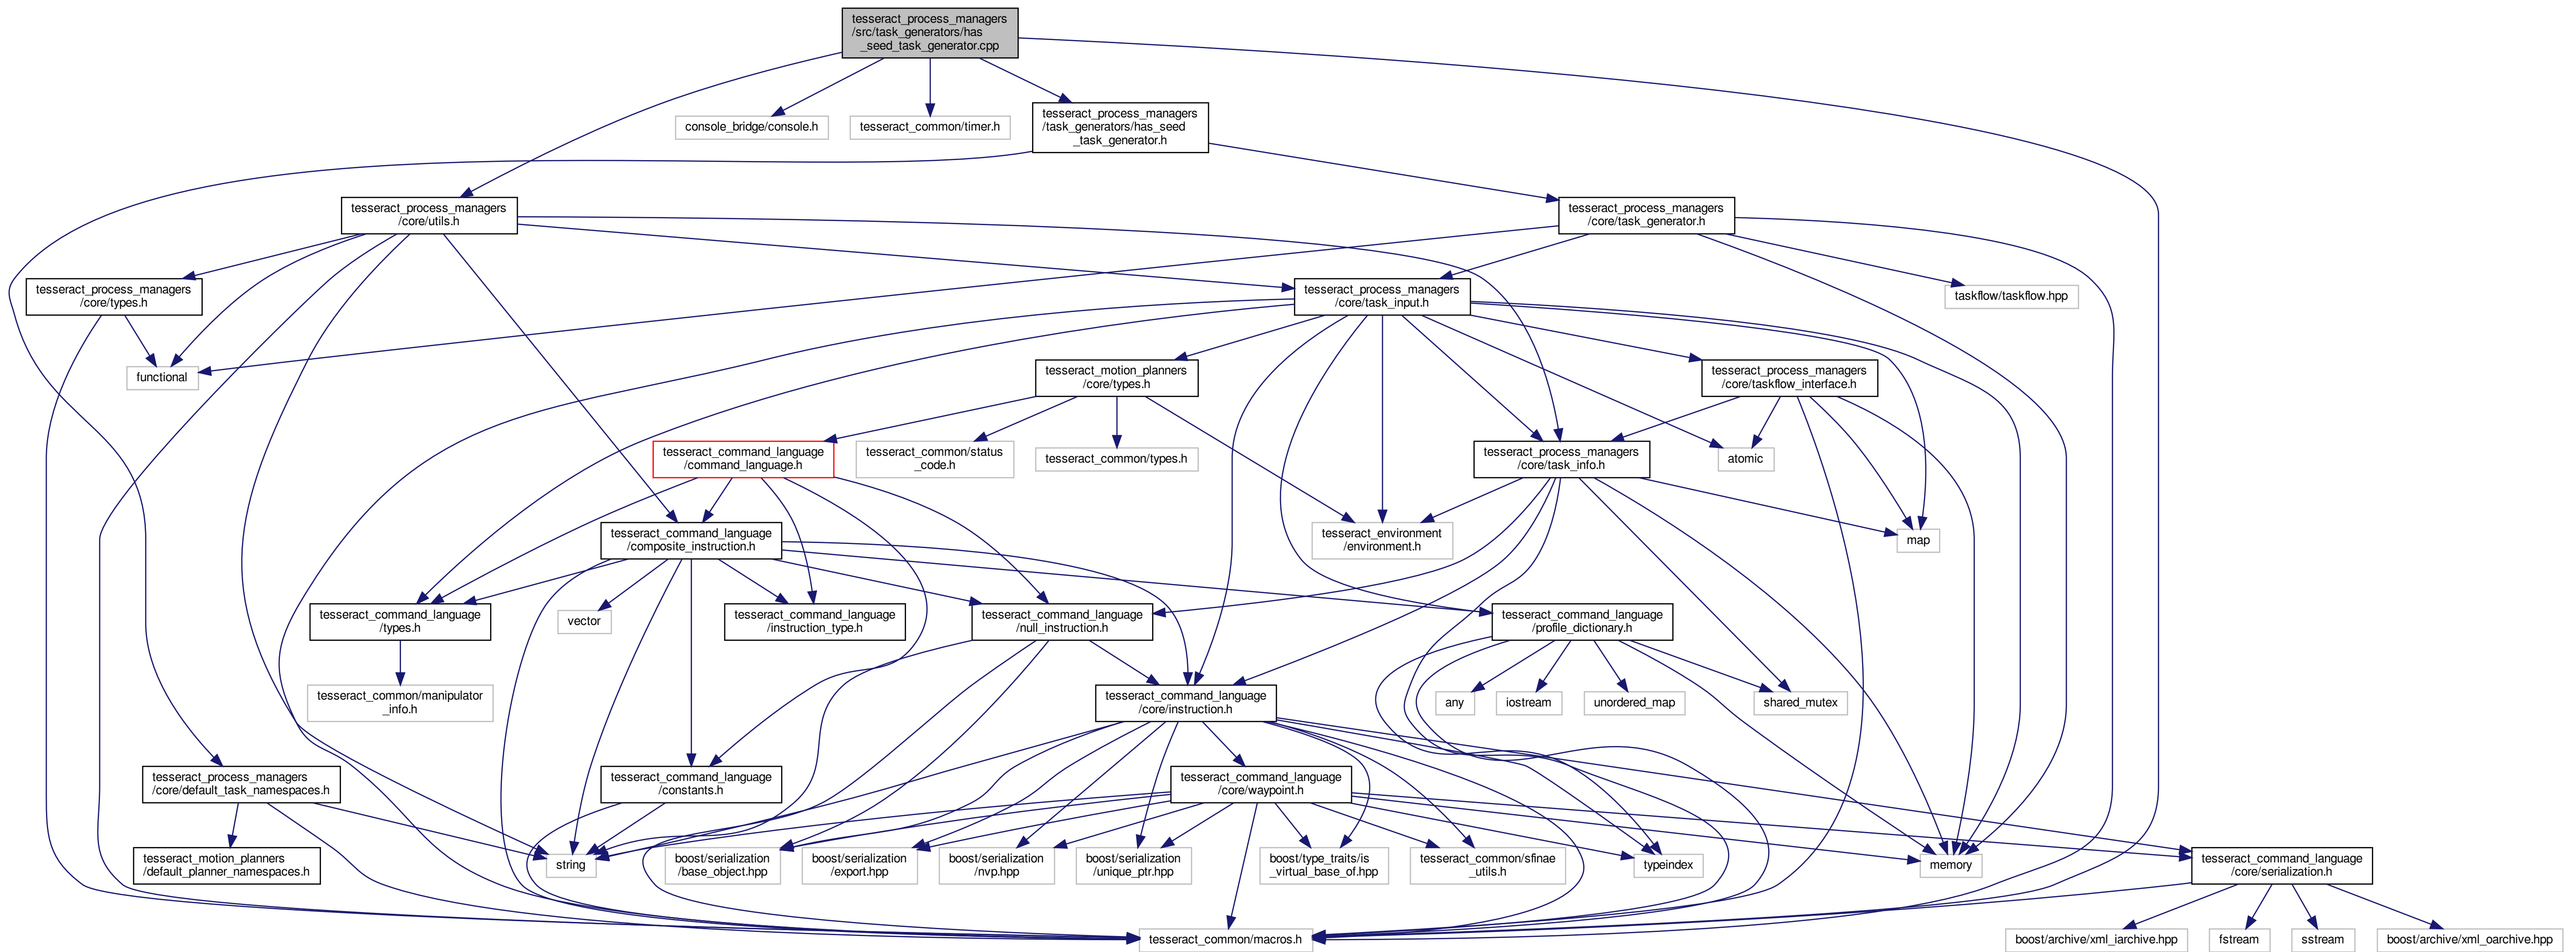 tesseract_process_managers
/src/task_generators/has
_seed_task_generator.cpp
console_bridge/console.h
tesseract_common/timer.h
tesseract_process_managers
/task_generators/has_seed
_task_generator.h
tesseract_process_managers
/core/utils.h
tesseract_process_managers
/core/task_generator.h
tesseract_process_managers
/core/types.h
tesseract_process_managers
/core/task_input.h
taskflow/taskflow.hpp
functional
tesseract_motion_planners
/core/types.h
tesseract_process_managers
/core/taskflow_interface.h
tesseract_command_language
/command_language.h
tesseract_common/status
_code.h
tesseract_common/types.h
tesseract_process_managers
/core/task_info.h
atomic
tesseract_command_language
/composite_instruction.h
tesseract_environment
/environment.h
map
tesseract_command_language
/types.h
vector
tesseract_command_language
/instruction_type.h
tesseract_command_language
/null_instruction.h
tesseract_command_language
/profile_dictionary.h
tesseract_common/manipulator
_info.h
tesseract_command_language
/core/instruction.h
any
iostream
unordered_map
shared_mutex
tesseract_process_managers
/core/default_task_namespaces.h
tesseract_command_language
/constants.h
tesseract_command_language
/core/waypoint.h
tesseract_motion_planners
/default_planner_namespaces.h
string
boost/serialization
/base_object.hpp
boost/serialization
/export.hpp
boost/serialization
/nvp.hpp
boost/serialization
/unique_ptr.hpp
boost/type_traits/is
_virtual_base_of.hpp
tesseract_common/sfinae
_utils.h
typeindex
memory
tesseract_command_language
/core/serialization.h
tesseract_common/macros.h
boost/archive/xml_iarchive.hpp
fstream
sstream
boost/archive/xml_oarchive.hpp